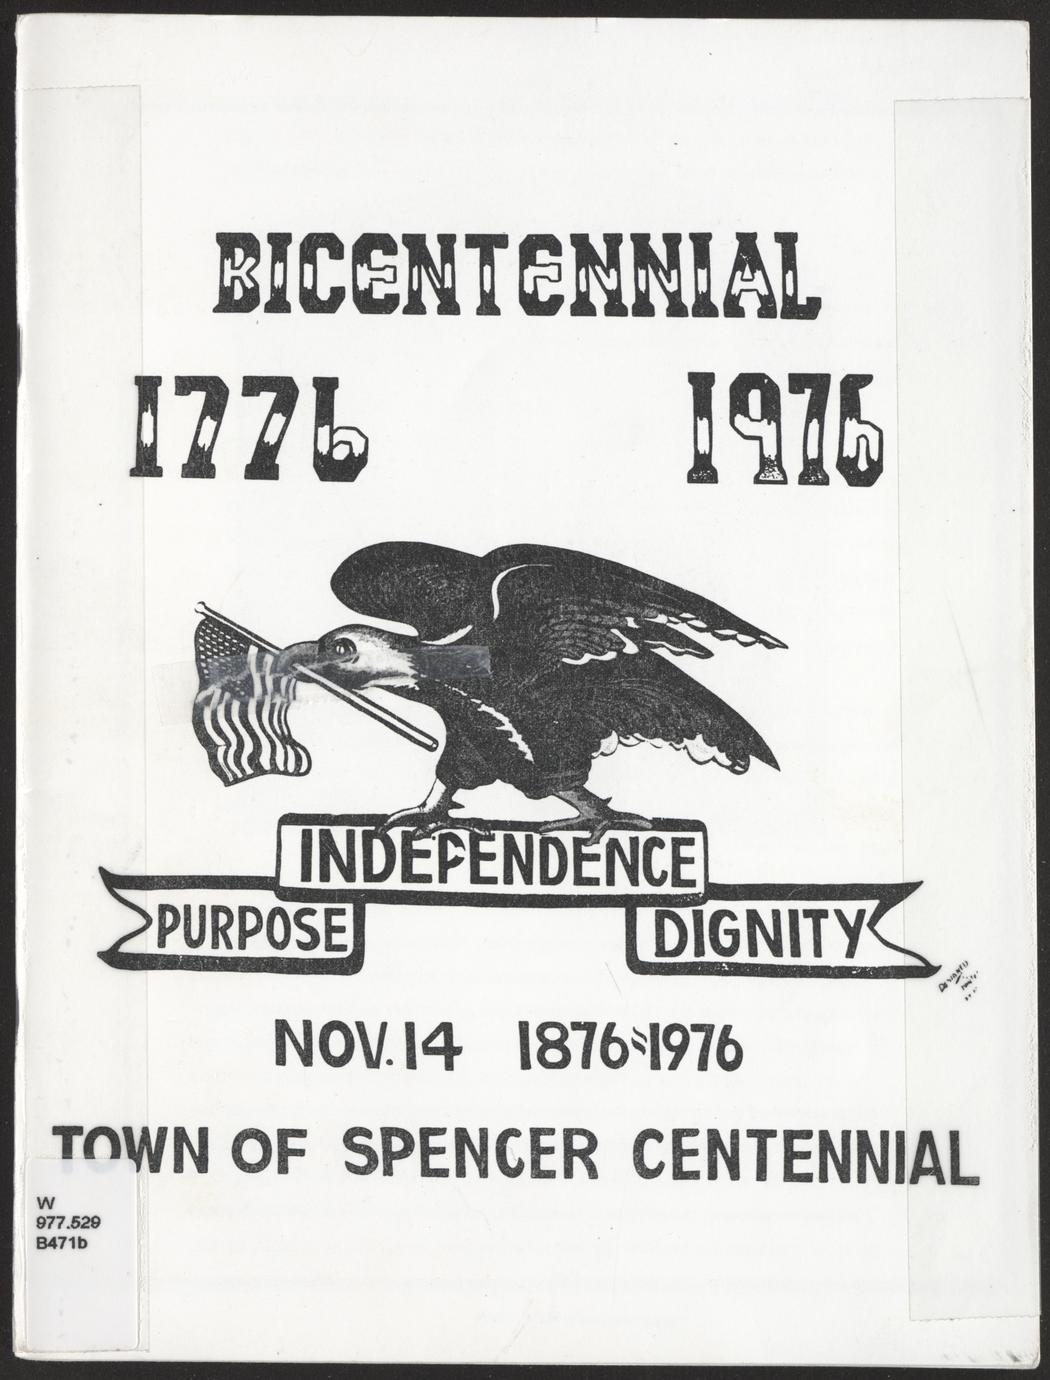 BICENTENNIAL
1776 1976
INDEPENDENCE
PURPOSE DIGNITY
NOV. 14 1876-1976
TOWN OF SPENCER CENTENNIAL
W
977.529
B471b